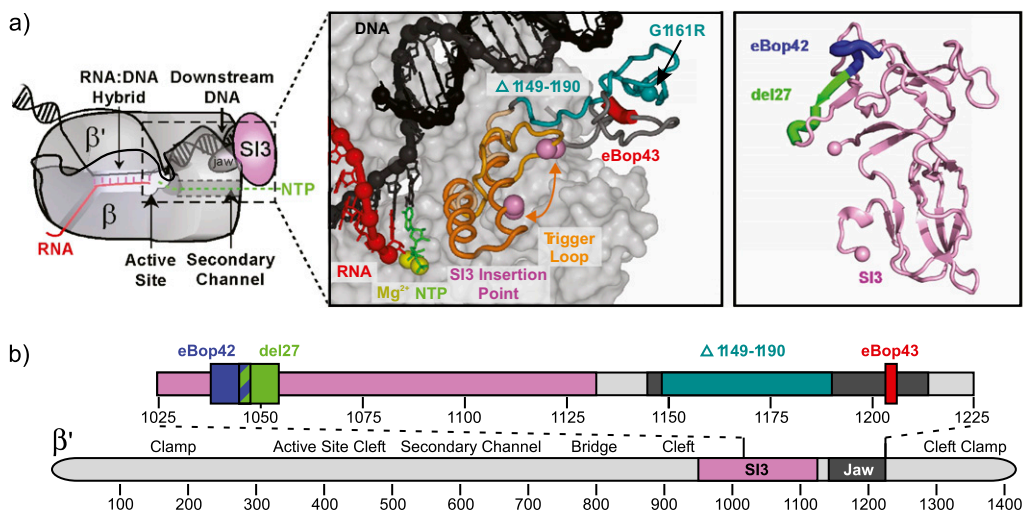 a)
RNA:DNA
Hybrid
Downstream
DNA
β'
jaw
SI3
NTP
β
RNA
Active
Site
Secondary
Channel
DNA
G1161R
Δ 1149-1190
eBop43
Trigger
Loop
RNA
Mg²⁺ NTP
SI3 Insertion
Point
eBop42
del27
SI3
b)
eBop42 del27 Δ 1149-1190 eBop43
1025 1050 1075 1100 1125 1150 1175 1200 1225
β'
Clamp Active Site Cleft Secondary Channel Bridge Cleft Cleft Clamp
SI3 Jaw
100 200 300 400 500 600 700 800 900 1000 1100 1200 1300 1400